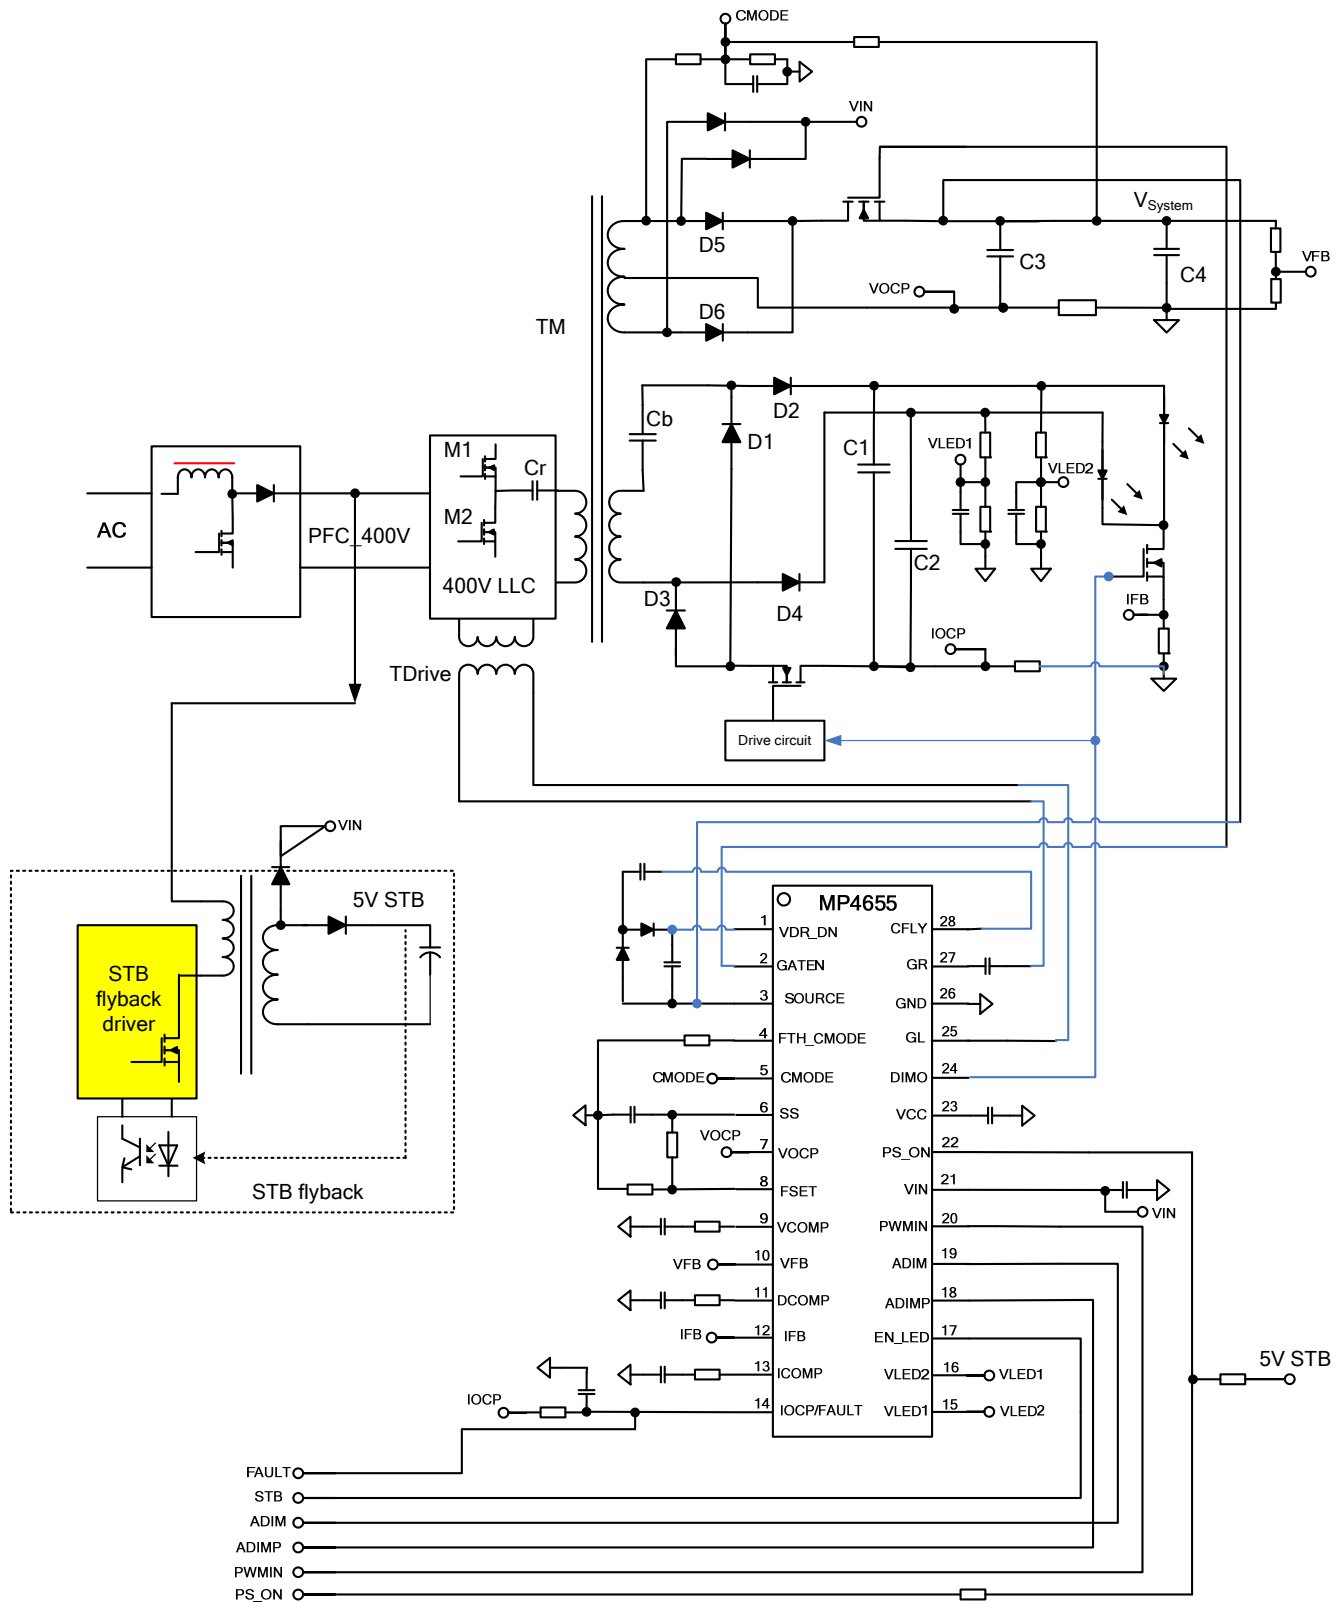 CMODE
VIN
V_System
D5
C3
C4
VFB
VOCP
D6
TM
D2
Cb
D1
C1
VLED1
VLED2
M1
Cr
M2
AC
PFC_400V
400V LLC
C2
D3
D4
IFB
IOCP
TDrive
Drive circuit
VIN
5V STB
STB
flyback
driver
STB flyback
MP4655
1 VDR_DN
2 GATEN
3 SOURCE
4 FTH_CMODE
CMODE 5 CMODE
6 SS
VOCP 7 VOCP
8 FSET
9 VCOMP
VFB 10 VFB
11 DCOMP
IFB 12 IFB
13 ICOMP
IOCP 14 IOCP/FAULT
CFLY 28
GR 27
GND 26
GL 25
DIMO 24
VCC 23
PS_ON 22
VIN 21
VIN
PWMIN 20
ADIM 19
ADIMP 18
EN_LED 17
VLED2 16 VLED1
VLED1 15 VLED2
5V STB
FAULT
STB
ADIM
ADIMP
PWMIN
PS_ON